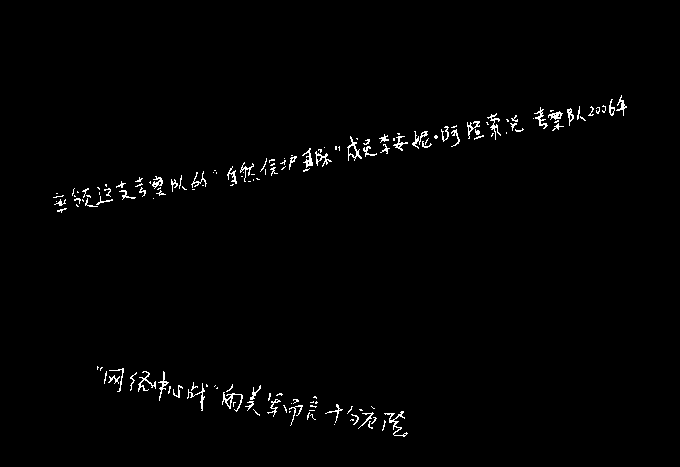 率领这支考察队的“自然保护国际”成员李安妮·阿隆索说 考察队2006年
“网络中心战”的美军而言十分危险